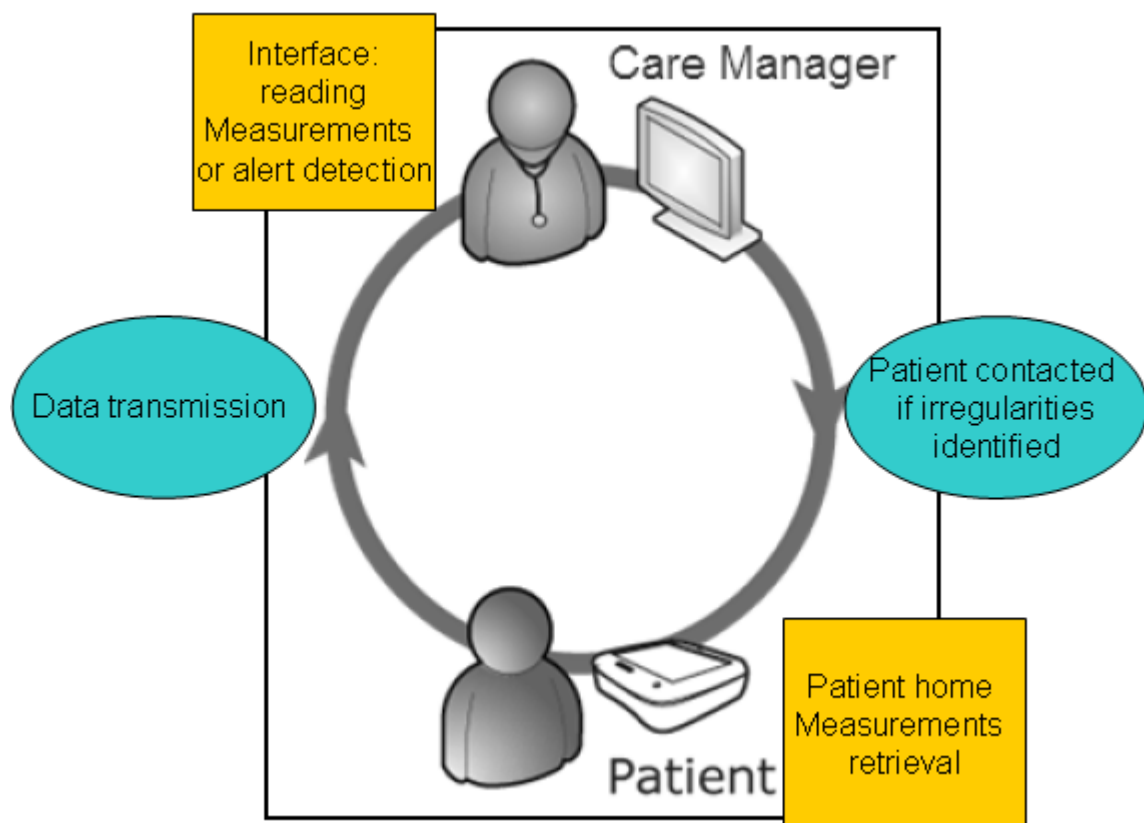 Interface:
reading
Measurements
or alert detection
Care Manager
Data transmission
Patient contacted
if irregularities
identified
Patient
Patient home
Measurements
retrieval